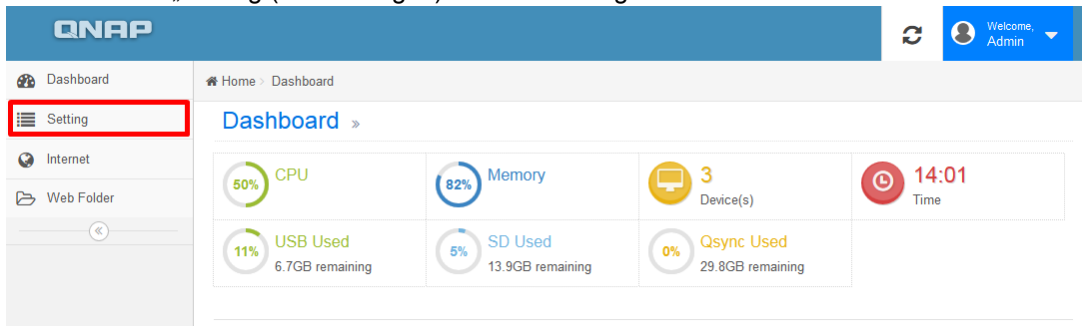 QNAP
Welcome,
Admin
Dashboard
Setting
Internet
Web Folder
Home > Dashboard
Dashboard »
50% CPU
82% Memory
3
Device(s)
14:01
Time
11% USB Used
6.7GB remaining
5% SD Used
13.9GB remaining
0% Qsync Used
29.8GB remaining